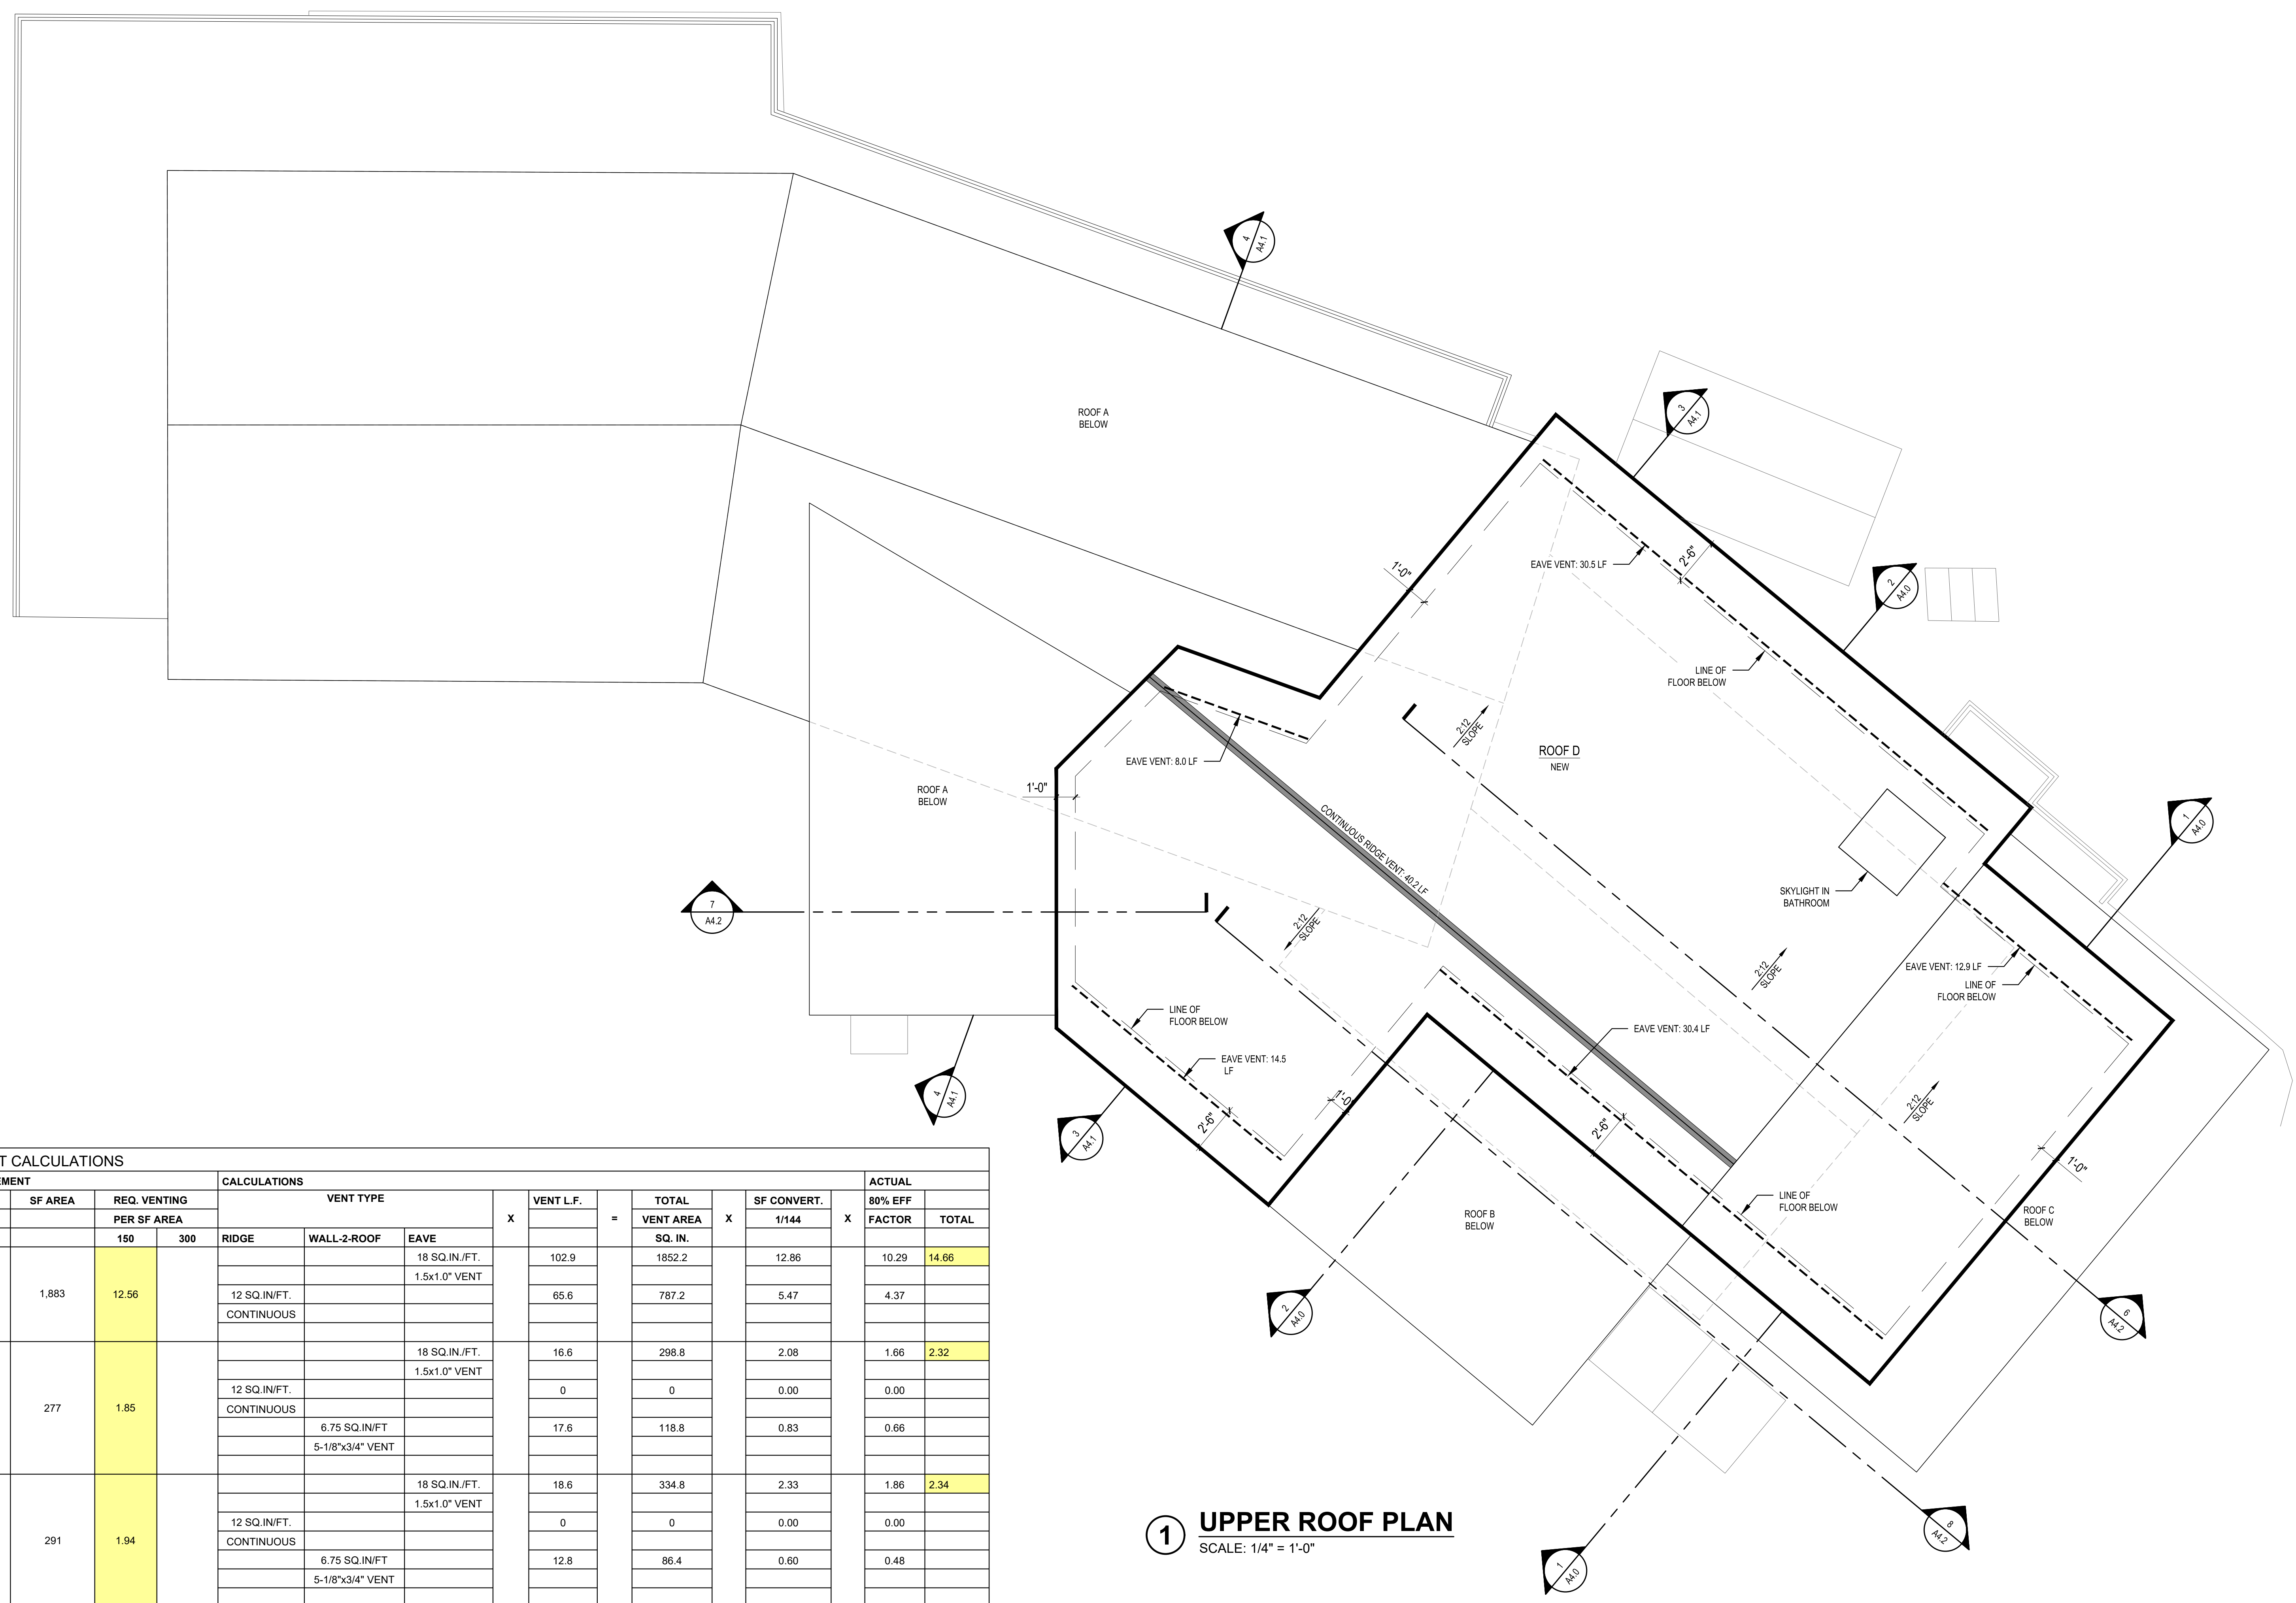 4
A4.1
3
A4.1
ROOF A
BELOW
2
A4.0
EAVE VENT: 30.5 LF
2'-6"
1'-0"
LINE OF
FLOOR BELOW
2:12
SLOPE
ROOF D
NEW
EAVE VENT: 8.0 LF
1'-0"
ROOF A
BELOW
CONTINUOUS RIDGE VENT: 40.2 LF
1
A4.0
SKYLIGHT IN
BATHROOM
7
A4.2
2:12
SLOPE
2:12
SLOPE
EAVE VENT: 12.9 LF
LINE OF
FLOOR BELOW
LINE OF
FLOOR BELOW
EAVE VENT: 30.4 LF
EAVE VENT: 14.5
LF
4
A4.1
3
A4.1
2'-6"
1'-0"
2'-6"
2:12
SLOPE
1'-0"
LINE OF
FLOOR BELOW
ROOF B
BELOW
ROOF C
BELOW
2
A4.0
6
A4.2
8
A4.2
1
A4.0
T CALCULATIONS
EMENT CALCULATIONS ACTUAL
SF AREA REQ. VENTING VENT TYPE X VENT L.F. = TOTAL X SF CONVERT. X 80% EFF
PER SF AREA VENT AREA 1/144 FACTOR TOTAL
150 300 RIDGE WALL-2-ROOF EAVE SQ. IN.
18 SQ.IN./FT. 102.9 1852.2 12.86 10.29 14.66
1.5x1.0" VENT
1,883 12.56 12 SQ.IN/FT. 65.6 787.2 5.47 4.37
CONTINUOUS
18 SQ.IN./FT. 16.6 298.8 2.08 1.66 2.32
1.5x1.0" VENT
12 SQ.IN/FT. 0 0 0.00 0.00
277 1.85 CONTINUOUS
6.75 SQ.IN/FT 17.6 118.8 0.83 0.66
5-1/8"x3/4" VENT
18 SQ.IN./FT. 18.6 334.8 2.33 1.86 2.34
1.5x1.0" VENT
12 SQ.IN/FT. 0 0 0.00 0.00
291 1.94 CONTINUOUS
6.75 SQ.IN/FT 12.8 86.4 0.60 0.48
5-1/8"x3/4" VENT
1 UPPER ROOF PLAN
SCALE: 1/4" = 1'-0"